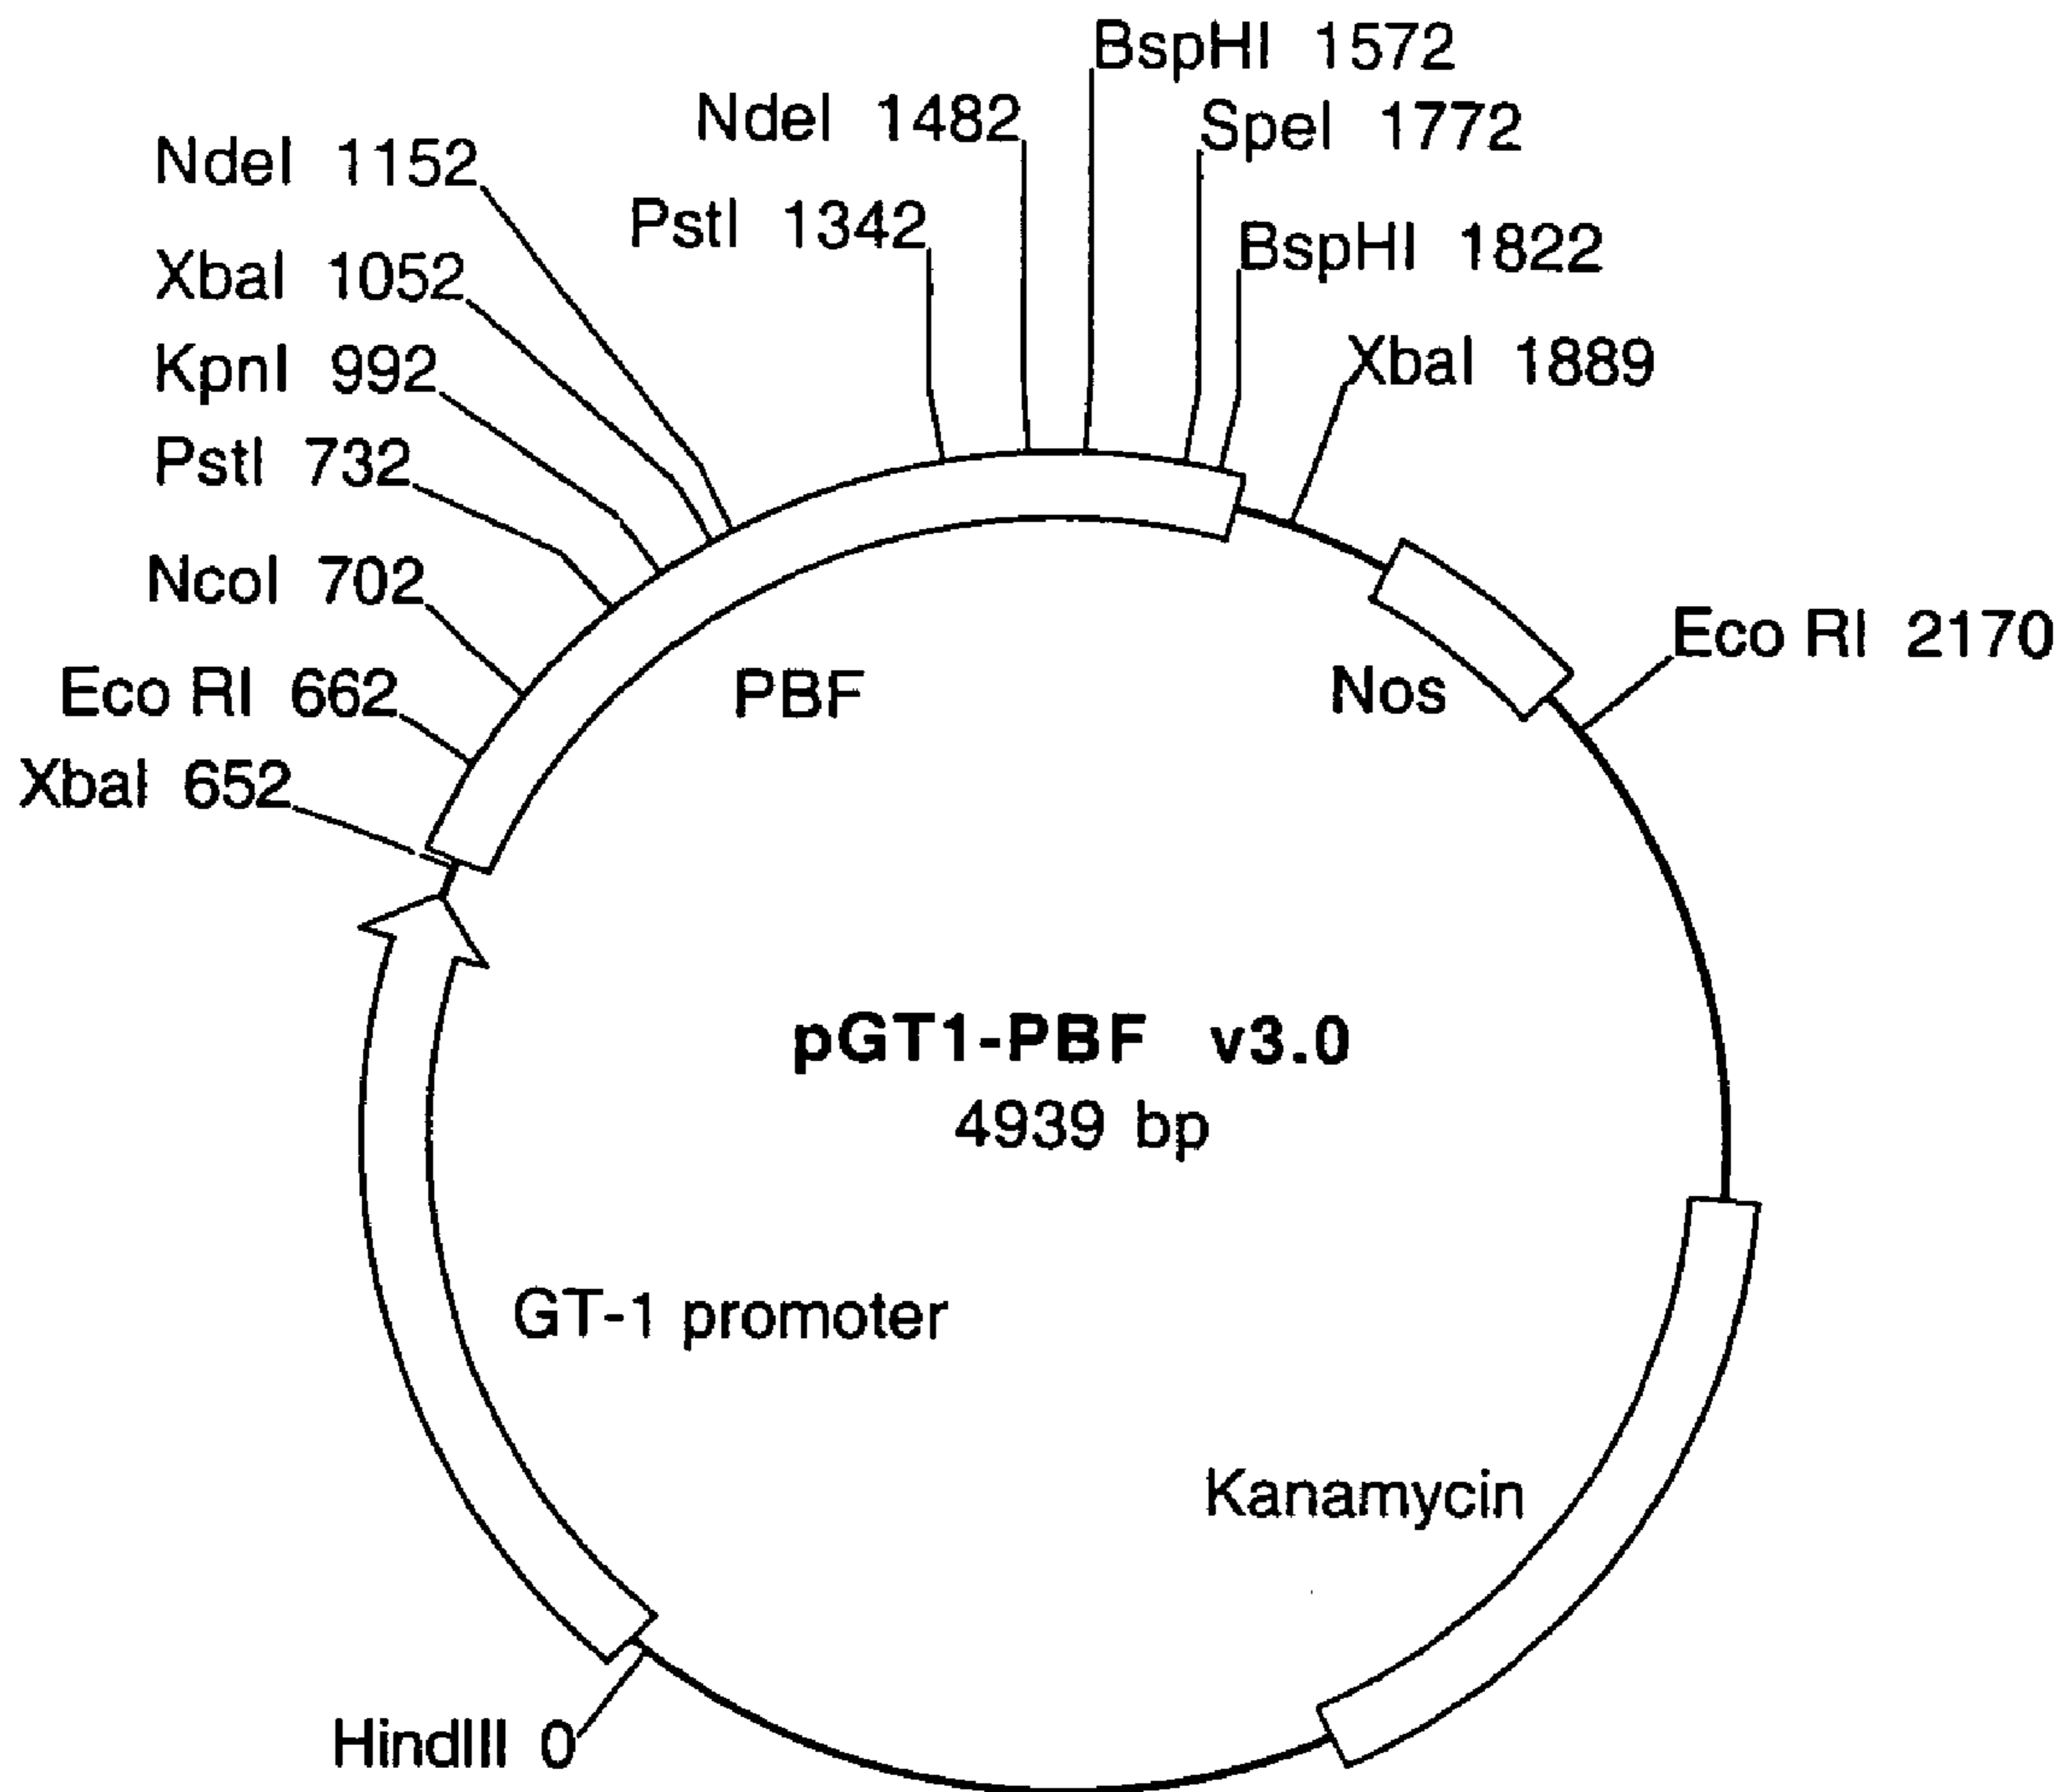 BspHI 1572
NdeI 1482
SpeI 1772
NdeI 1152
PstI 1342
BspHI 1822
XbaI 1052
XbaI 1889
KpnI 992
PstI 732
NcoI 702
Eco RI 2170
Eco RI 662
PBF
Nos
XbaI 652
pGT1-PBF v3.0
4939 bp
GT-1 promoter
Kanamycin
HindIII 0